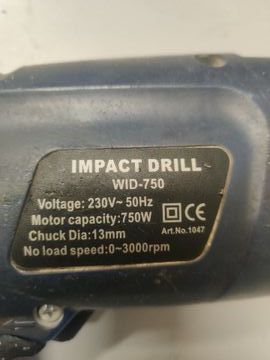 IMPACT DRILL
WID-750
Voltage: 230V~ 50Hz
Motor capacity:750W
Chuck Dia:13mm
CE
Art.No.1047
No load speed:0~3000rpm